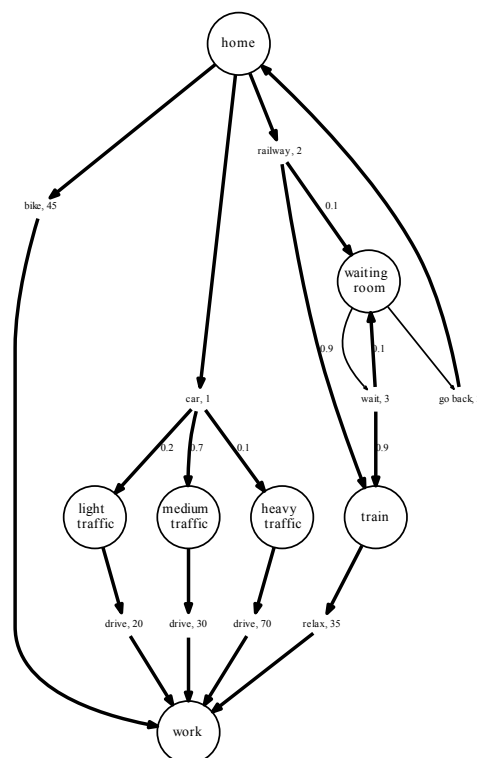 home
railway, 2
bike, 45
0.1
waiting
room
0.9
0.1
car, 1
wait, 3
go back,
0.2
0.7
0.1
0.9
light
traffic
medium
traffic
heavy
traffic
train
drive, 20
drive, 30
drive, 70
relax, 35
work